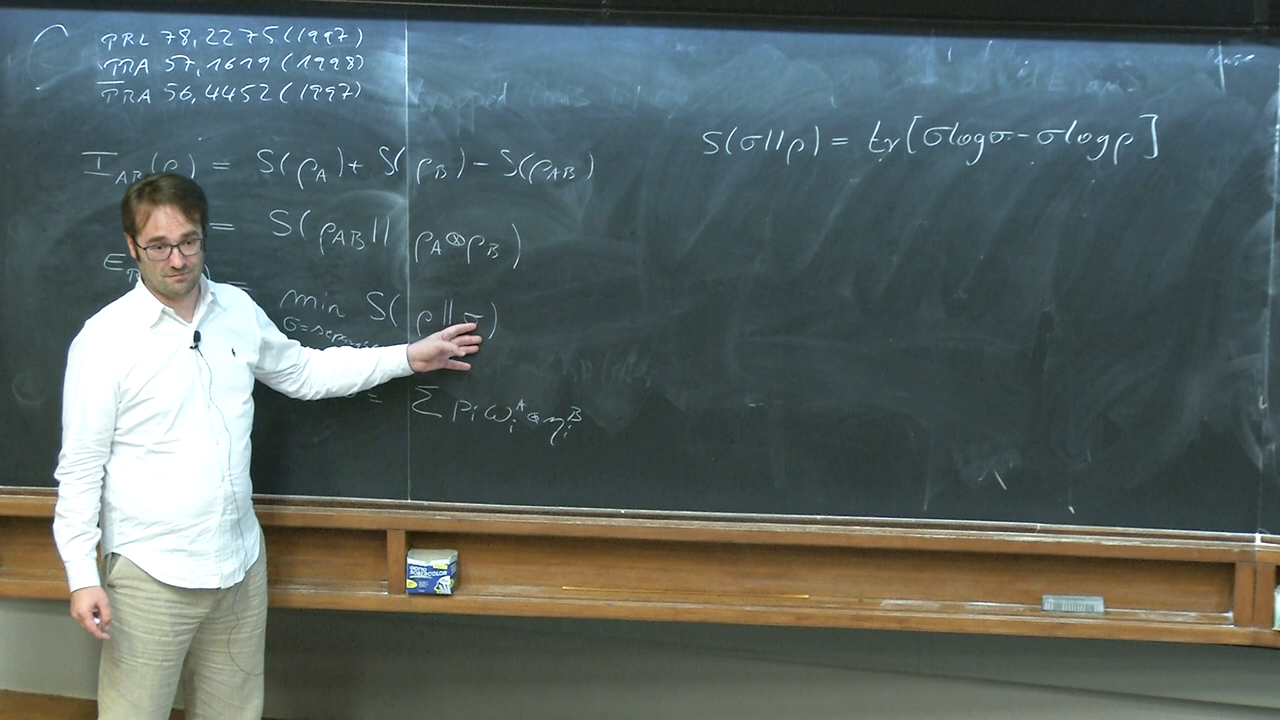 PRL 78, 2275 (1997)
PRA 57, 1619 (1998)
PRA 56, 4452 (1997)
I_AB(ρ) = S(ρ_A) + S(ρ_B) - S(ρ_AB)
= S(ρ_AB || ρ_A ⊗ ρ_B)
E =
min S(ρ || σ)
= Σ p_i ω_i^A ⊗ η_i^B
S(σ||ρ) = tr[σlogσ - σlogρ]